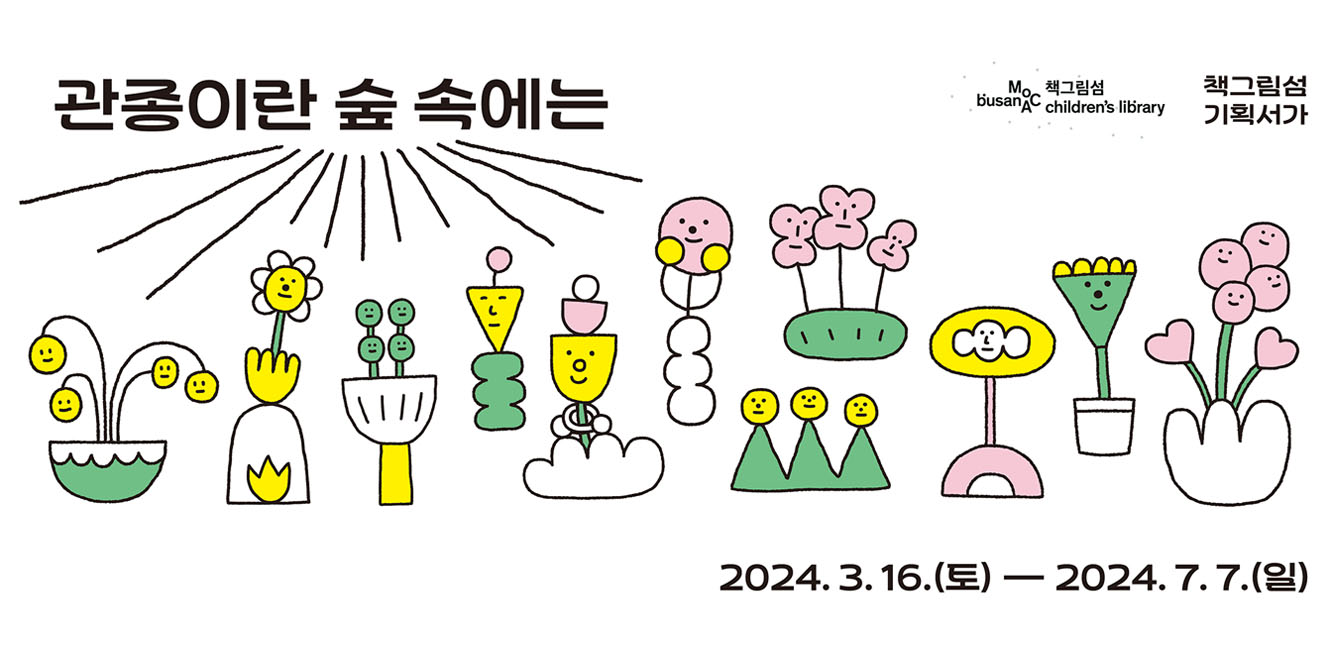 관종이란 숲 속에는
MoCA busan 책그림섬
children's library
책그림섬
기획서가
2024. 3. 16.(토) — 2024. 7. 7.(일)